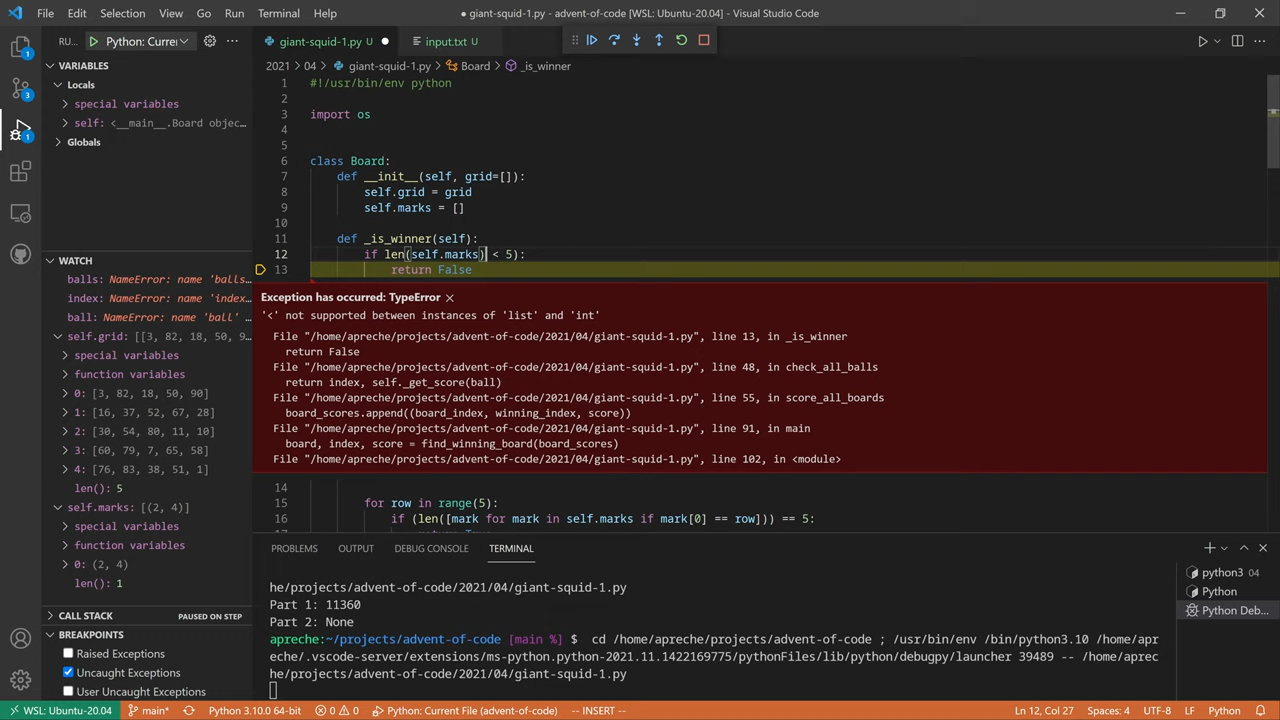 File Edit Selection View Go Run Terminal Help ● giant-squid-1.py - advent-of-code [WSL: Ubuntu-20.04] - Visual Studio Code
RU... Python: Currer
giant-squid-1.py ● input.txt
2021 > 04 > giant-squid-1.py > Board > _is_winner
VARIABLES
Locals
special variables
self: <__main__.Board objec...
Globals
WATCH
balls: NameError: name 'balls'...
index: NameError: name 'index'...
ball: NameError: name 'ball' ...
self.grid: [[3, 82, 18, 50, 9...
special variables
function variables
0: [3, 82, 18, 50, 90]
1: [16, 37, 52, 67, 28]
2: [30, 54, 80, 11, 10]
3: [60, 79, 7, 65, 58]
4: [76, 83, 38, 51, 1]
len(): 5
self.marks: [(2, 4)]
special variables
function variables
0: (2, 4)
len(): 1
CALL STACK PAUSED ON STEP
BREAKPOINTS
Raised Exceptions
Uncaught Exceptions
User Uncaught Exceptions
1 #!/usr/bin/env python
2
3 import os
4
5
6 class Board:
7 def __init__(self, grid=[]):
8 self.grid = grid
9 self.marks = []
10
11 def _is_winner(self):
12 if len(self.marks) < 5):
13 return False
Exception has occurred: TypeError
'<' not supported between instances of 'list' and 'int'
File "/home/apreche/projects/advent-of-code/2021/04/giant-squid-1.py", line 13, in _is_winner
return False
File "/home/apreche/projects/advent-of-code/2021/04/giant-squid-1.py", line 48, in check_all_balls
return index, self._get_score(ball)
File "/home/apreche/projects/advent-of-code/2021/04/giant-squid-1.py", line 55, in score_all_boards
board_scores.append((board_index, winning_index, score))
File "/home/apreche/projects/advent-of-code/2021/04/giant-squid-1.py", line 91, in main
board, index, score = find_winning_board(board_scores)
File "/home/apreche/projects/advent-of-code/2021/04/giant-squid-1.py", line 102, in <module>
14
15 for row in range(5):
16 if (len([mark for mark in self.marks if mark[0] == row])) == 5:
PROBLEMS OUTPUT DEBUG CONSOLE TERMINAL
he/projects/advent-of-code/2021/04/giant-squid-1.py
Part 1: 11360
Part 2: None
apreche:~/projects/advent-of-code [main %] $ cd /home/apreche/projects/advent-of-code ; /usr/bin/env /bin/python3.10 /home/apr
eche/.vscode-server/extensions/ms-python.python-2021.11.1422169775/pythonFiles/lib/python/debugpy/launcher 39489 -- /home/aprec
he/projects/advent-of-code/2021/04/giant-squid-1.py
python3 04
Python
Python Deb...
WSL: Ubuntu-20.04 main* Python 3.10.0 64-bit 0 0 Python: Current File (advent-of-code) -- INSERT -- Ln 12, Col 27 Spaces: 4 UTF-8 LF Python